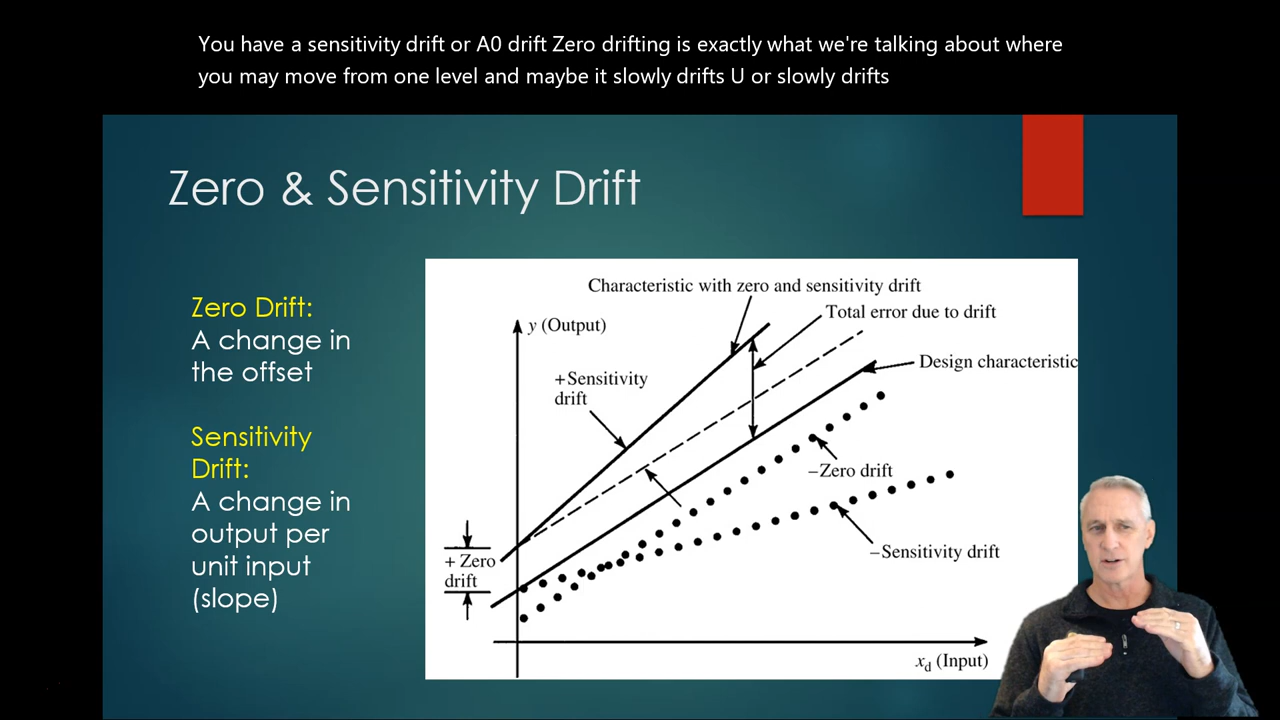 You have a sensitivity drift or A0 drift Zero drifting is exactly what we're talking about where
you may move from one level and maybe it slowly drifts U or slowly drifts
Zero & Sensitivity Drift
Zero Drift:
A change in
the offset
Sensitivity
Drift:
A change in
output per
unit input
(slope)
Characteristic with zero and sensitivity drift
Total error due to drift
y (Output)
Design characteristic
+Sensitivity
drift
–Zero drift
–Sensitivity drift
+ Zero
drift
xd (Input)